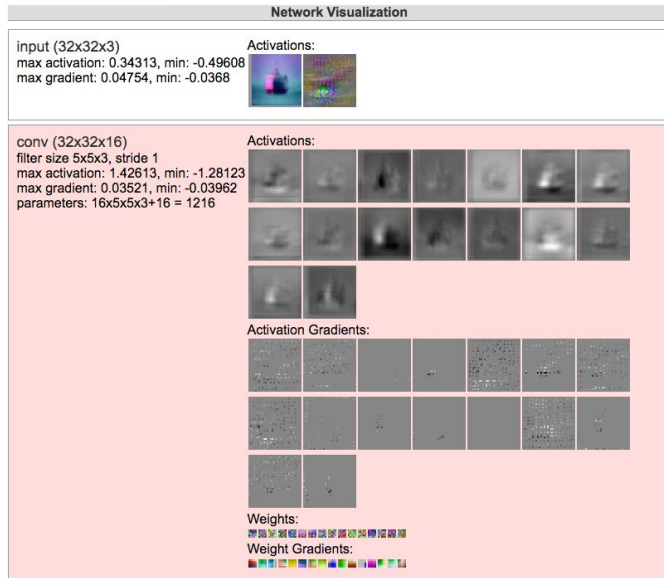 Network Visualization
input (32x32x3)
max activation: 0.34313, min: -0.49608
max gradient: 0.04754, min: -0.0368
Activations:
conv (32x32x16)
filter size 5x5x3, stride 1
max activation: 1.42613, min: -1.28123
max gradient: 0.03521, min: -0.03962
parameters: 16x5x5x3+16 = 1216
Activations:
Activation Gradients:
Weights:
Weight Gradients: